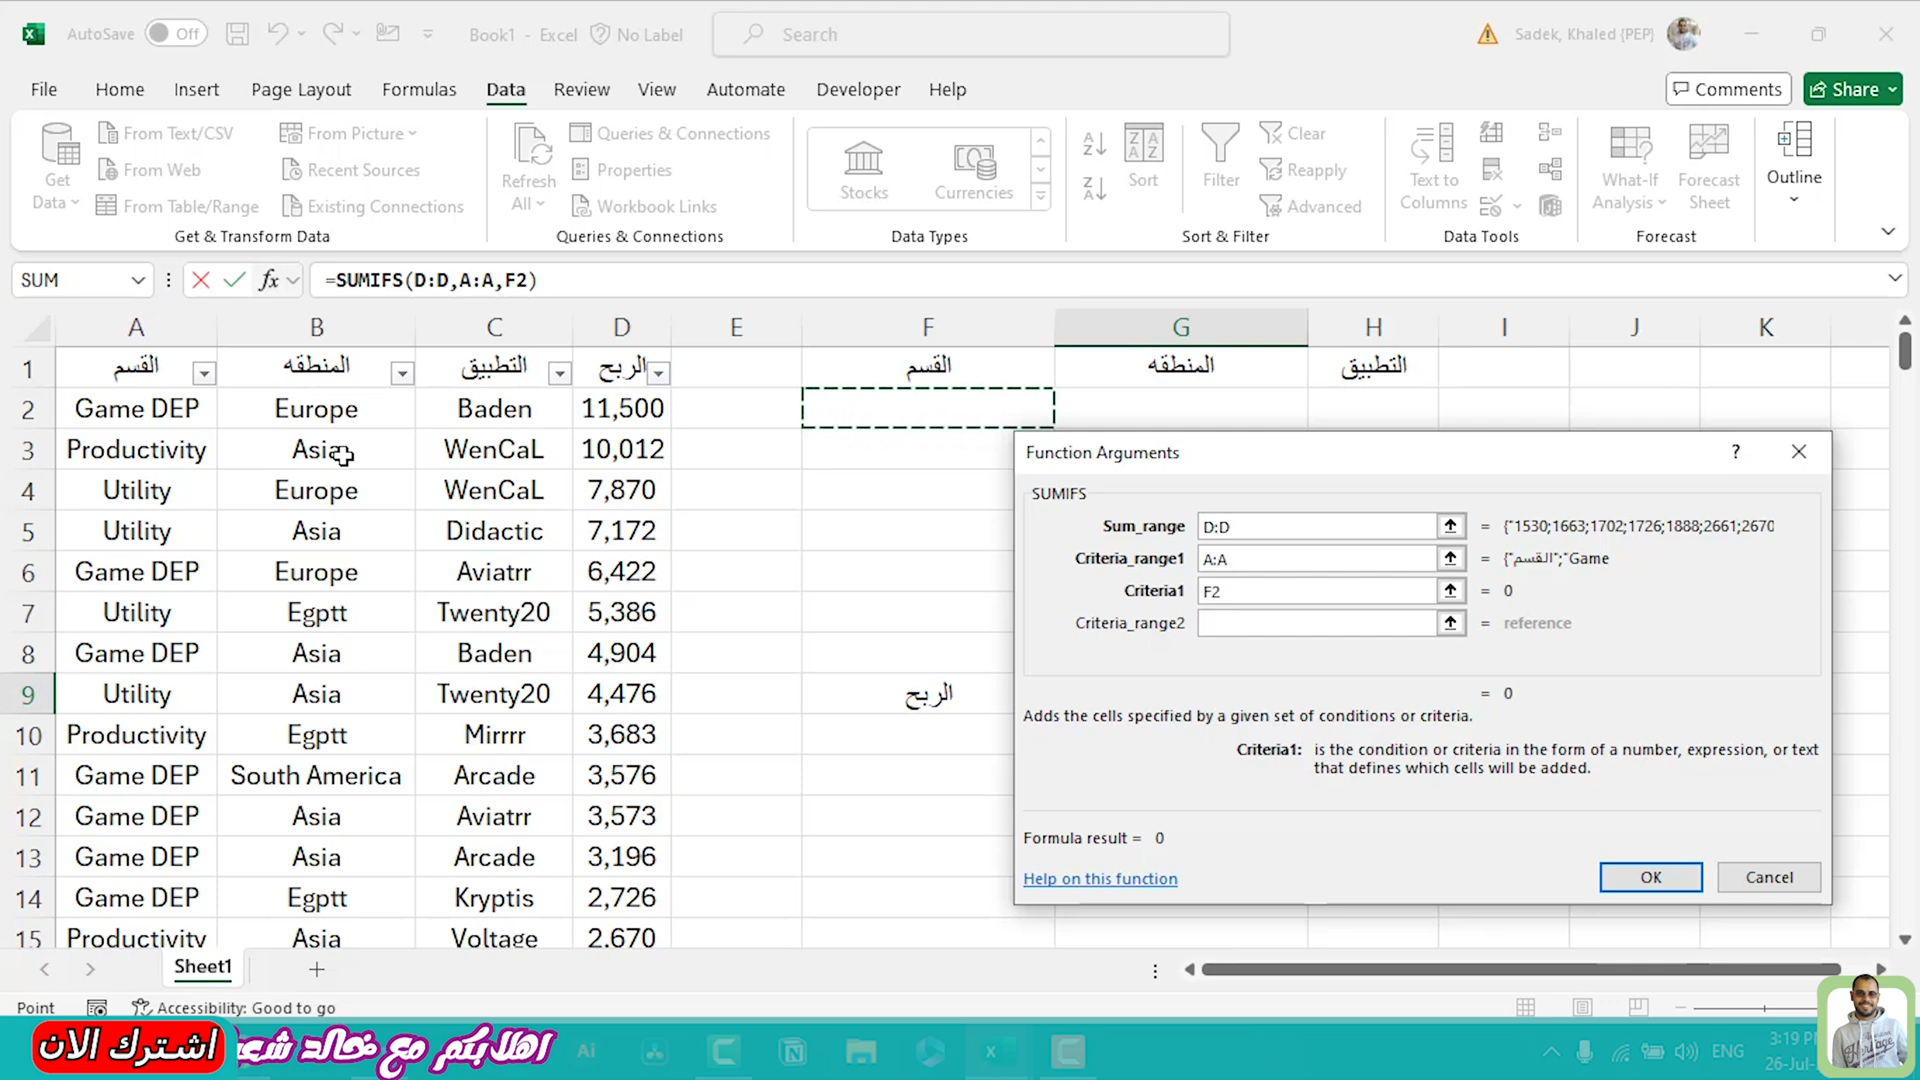 AutoSave Off Book1 - Excel No Label Search Sadek, Khaled {PEP}
File Home Insert Page Layout Formulas Data Review View Automate Developer Help Comments Share
Get Data From Text/CSV From Web From Table/Range From Picture Recent Sources Existing Connections
Get & Transform Data
Refresh All Queries & Connections Properties Workbook Links
Queries & Connections
Stocks Currencies
Data Types
Sort Filter Clear Reapply Advanced
Sort & Filter
Text to Columns
Data Tools
What-If Analysis Forecast Sheet
Forecast
Outline
SUM fx =SUMIFS(D:D,A:A,F2)
A B C D E F G H I J K
1 القسم المنطقه التطبيق الربح القسم المنطقه التطبيق
2 Game DEP Europe Baden 11,500
3 Productivity Asia WenCaL 10,012
4 Utility Europe WenCaL 7,870
5 Utility Asia Didactic 7,172
6 Game DEP Europe Aviatrr 6,422
7 Utility Egptt Twenty20 5,386
8 Game DEP Asia Baden 4,904
9 Utility Asia Twenty20 4,476 الربح
10 Productivity Egptt Mirrrr 3,683
11 Game DEP South America Arcade 3,576
12 Game DEP Asia Aviatrr 3,573
13 Game DEP Asia Arcade 3,196
14 Game DEP Egptt Kryptis 2,726
15 Productivity Asia Voltage 2,670
Function Arguments ?
SUMIFS
Sum_range D:D = {"1530;1663;1702;1726;1888;2661;2670
Criteria_range1 A:A = {"القسم";"Game
Criteria1 F2 = 0
Criteria_range2 = reference
= 0
Adds the cells specified by a given set of conditions or criteria.
Criteria1: is the condition or criteria in the form of a number, expression, or text
that defines which cells will be added.
Formula result = 0
Help on this function OK Cancel
Sheet1
Point Accessibility: Good to go
اشترك الان
اهلا بكم مع خالد شع
Ai
ENG
3:19 P
26-Jul